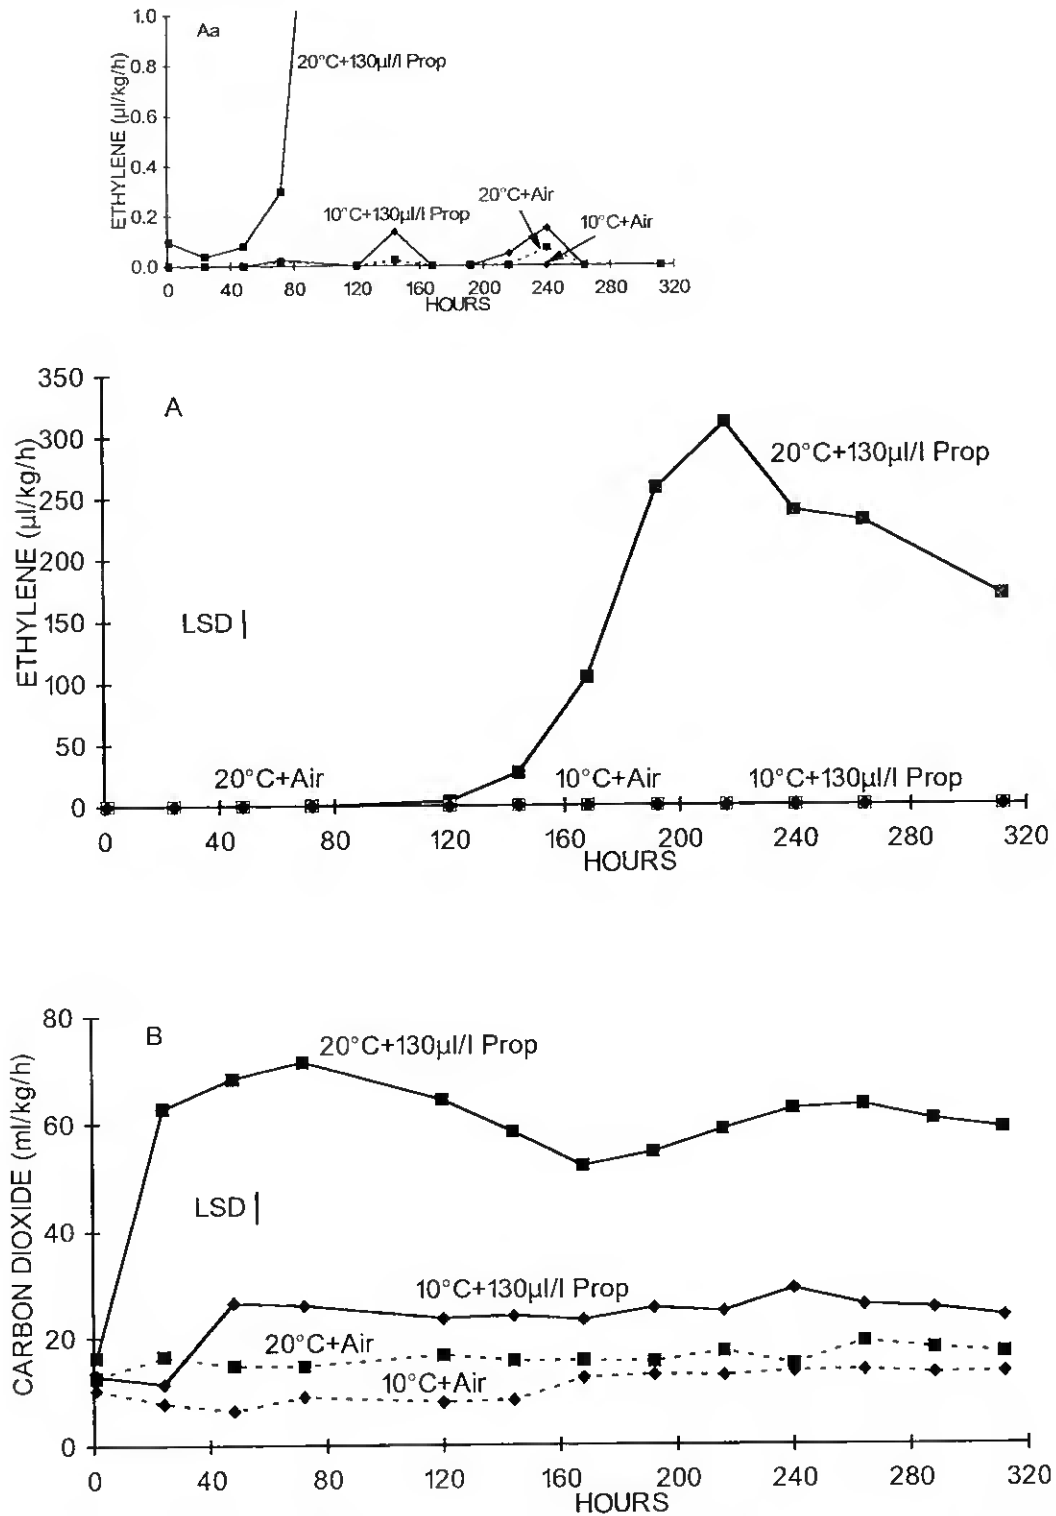 Aa
1.0
0.8
0.6
0.4
0.2
0.0
ETHYLENE (µl/kg/h)
20°C+130µl/l Prop
10°C+130µl/l Prop
20°C+Air
10°C+Air
0 40 80 120 160 200 240 280 320
HOURS
A
350
300
250
200
150
100
50
0
ETHYLENE (µl/kg/h)
20°C+130µl/l Prop
LSD
20°C+Air 10°C+Air 10°C+130µl/l Prop
0 40 80 120 160 200 240 280 320
HOURS
B
80
60
40
20
0
CARBON DIOXIDE (ml/kg/h)
20°C+130µl/l Prop
LSD
10°C+130µl/l Prop
20°C+Air
10°C+Air
0 40 80 120 160 200 240 280 320
HOURS